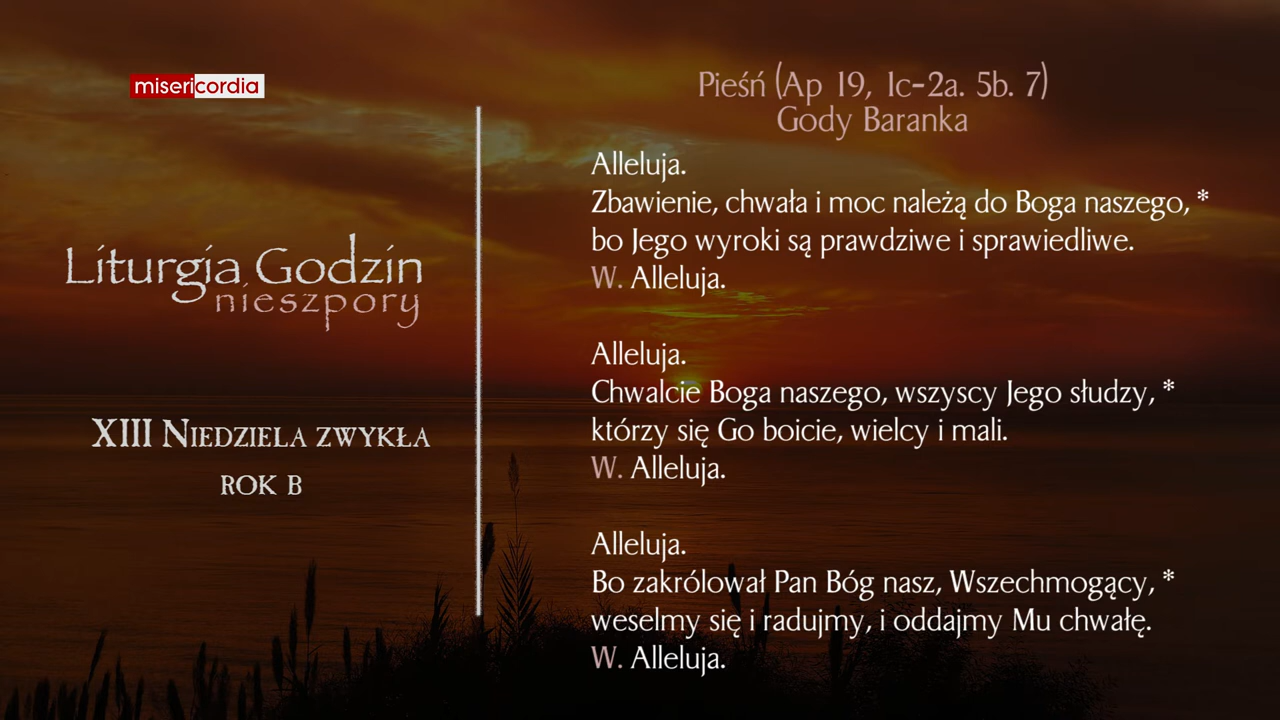 misericordia
Liturgia Godzin
nieszpory
XIII Niedziela zwykła
rok B
Pieśń (Ap 19, 1c-2a. 5b. 7)
Gody Baranka
Alleluja.
Zbawienie, chwała i moc należą do Boga naszego, *
bo Jego wyroki są prawdziwe i sprawiedliwe.
W. Alleluja.
Alleluja.
Chwalcie Boga naszego, wszyscy Jego słudzy, *
którzy się Go boicie, wielcy i mali.
W. Alleluja.
Alleluja.
Bo zakrólował Pan Bóg nasz, Wszechmogący, *
weselmy się i radujmy, i oddajmy Mu chwałę.
W. Alleluja.